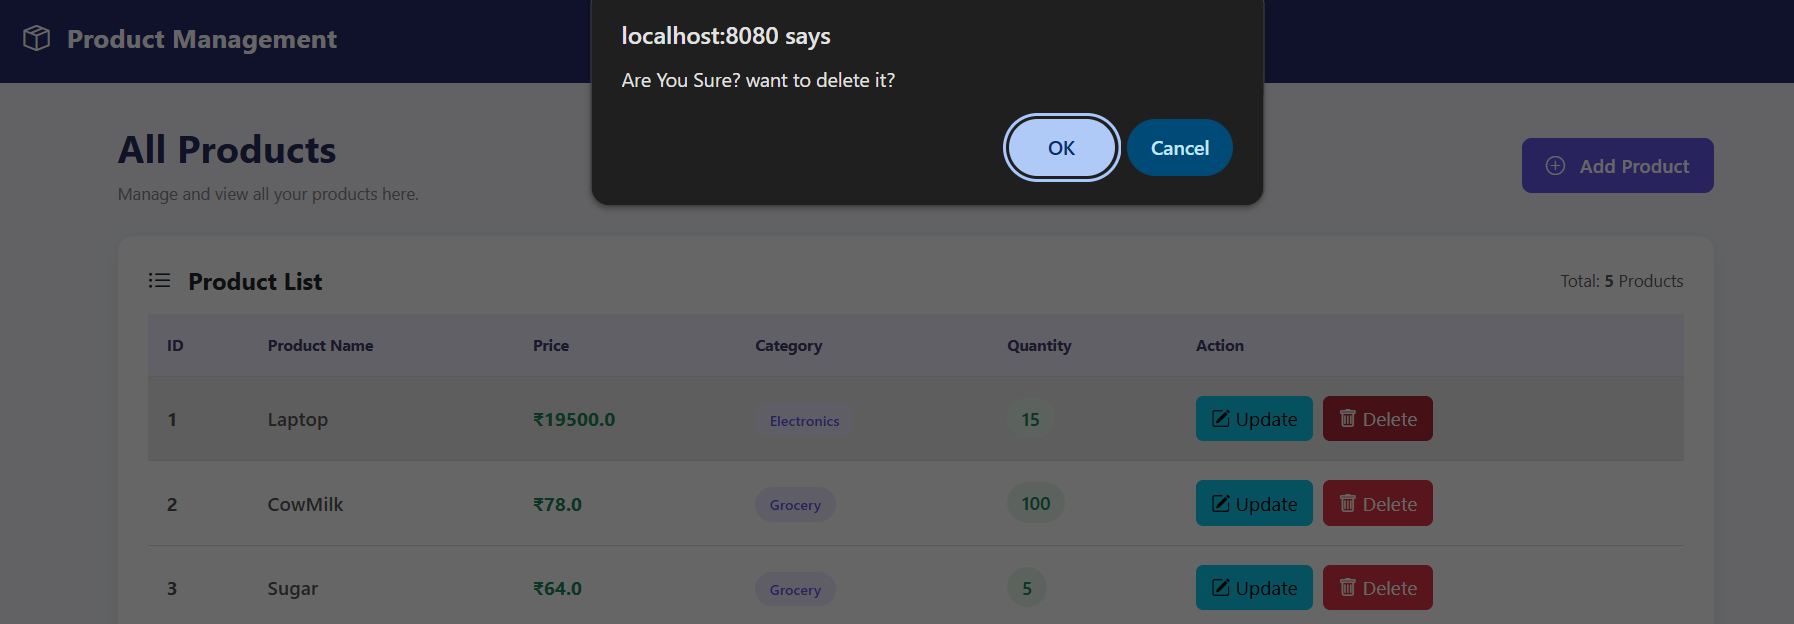 Product Management
localhost:8080 says
Are You Sure? want to delete it?
OK Cancel
All Products
Manage and view all your products here.
Add Product
Product List
Total: 5 Products
ID Product Name Price Category Quantity Action
1 Laptop ₹19500.0 Electronics 15 Update Delete
2 CowMilk ₹78.0 Grocery 100 Update Delete
3 Sugar ₹64.0 Grocery 5 Update Delete